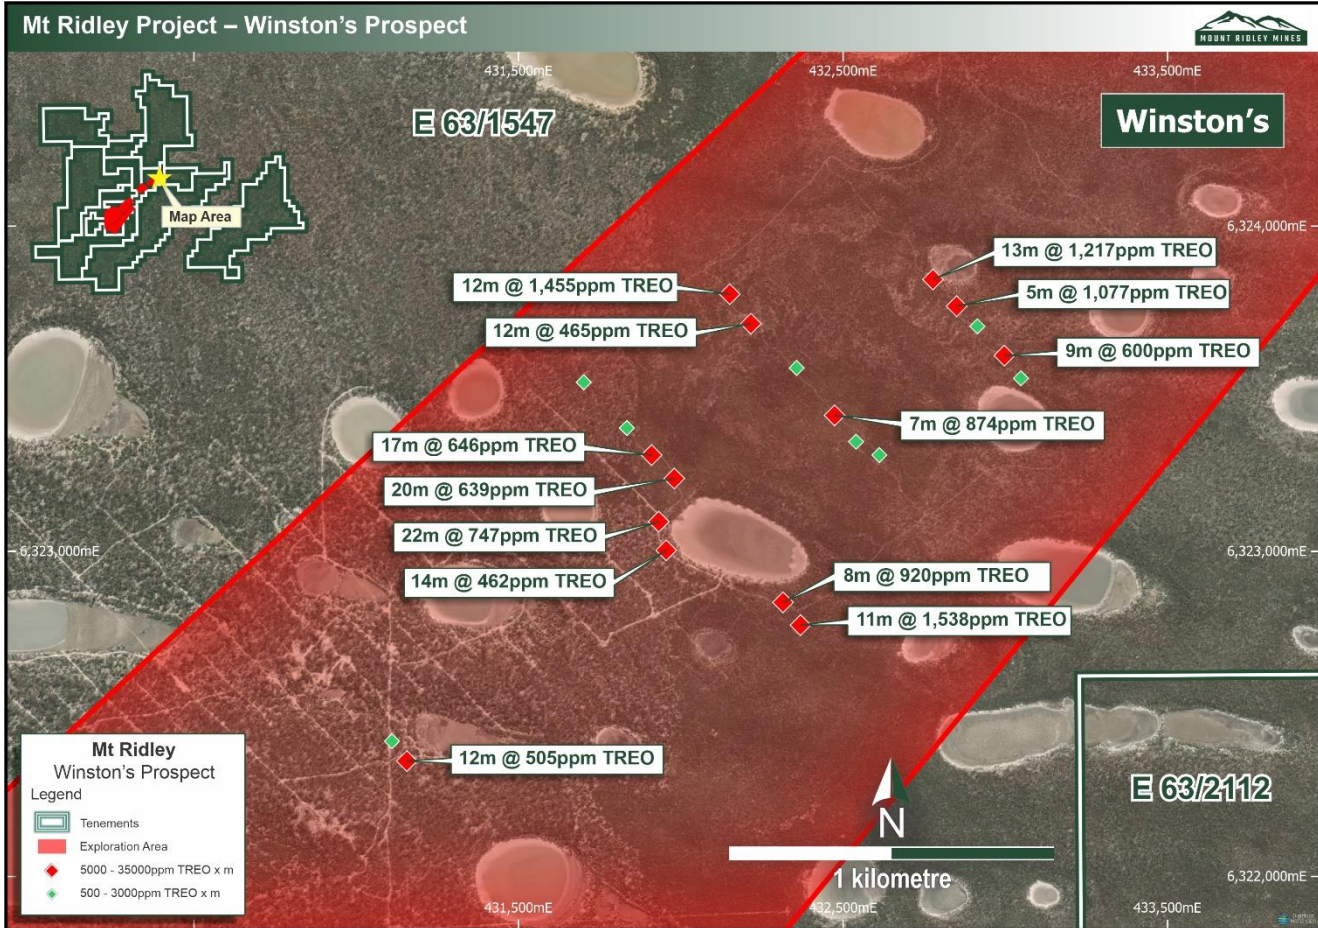 Mt Ridley Project – Winston's Prospect
MOUNT RIDLEY MINES
431,500mE
432,500mE
433,500mE
E 63/1547
Winston's
Map Area
6,324,000mE
13m @ 1,217ppm TREO
12m @ 1,455ppm TREO
5m @ 1,077ppm TREO
12m @ 465ppm TREO
9m @ 600ppm TREO
7m @ 874ppm TREO
17m @ 646ppm TREO
20m @ 639ppm TREO
22m @ 747ppm TREO
6,323,000mE
6,323,000mE
14m @ 462ppm TREO
8m @ 920ppm TREO
11m @ 1,538ppm TREO
12m @ 505ppm TREO
E 63/2112
Mt Ridley
Winston's Prospect
Legend
Tenements
Exploration Area
5000 - 35000ppm TREO x m
500 - 3000ppm TREO x m
N
1 kilometre
6,322,000mE
431,500mE
432,500mE
433,500mE